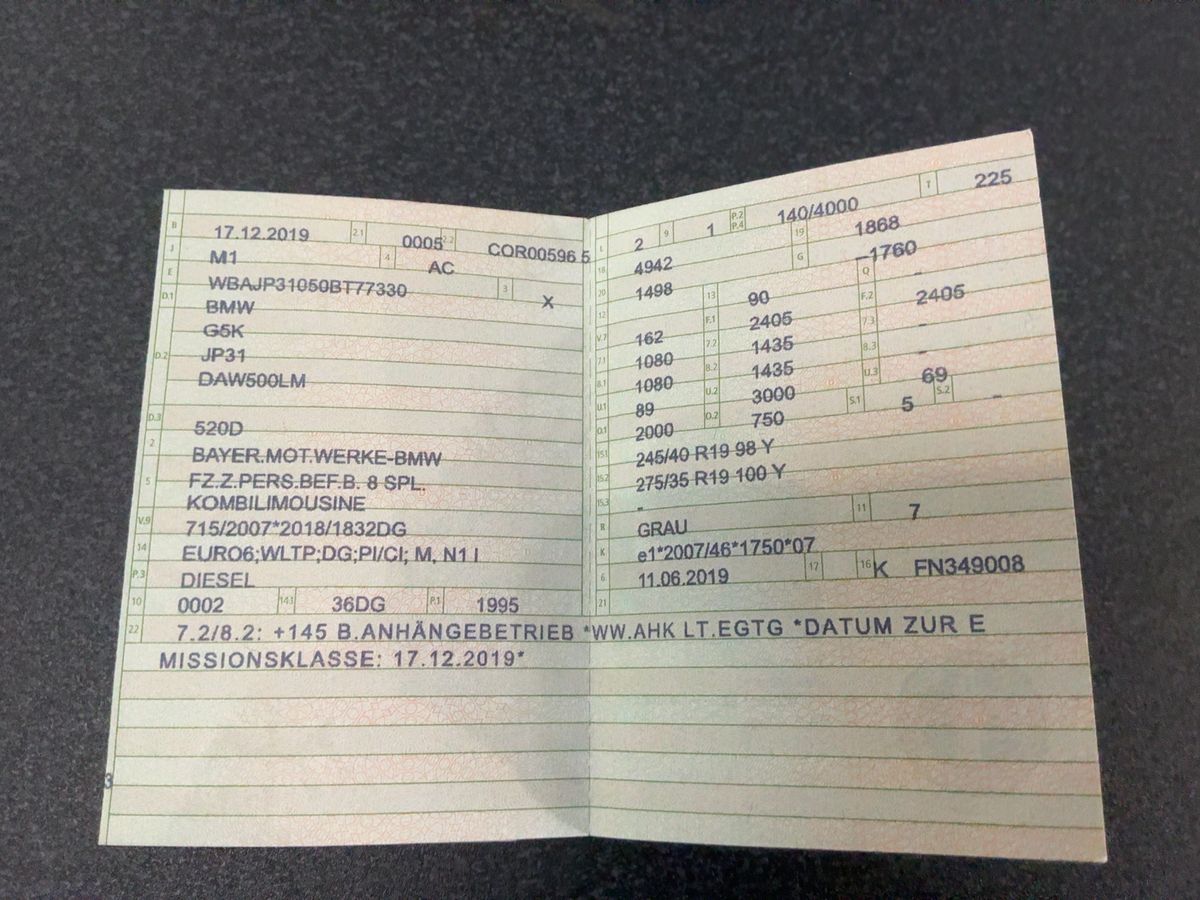 B 17.12.2019 2.1 0005 2.2 COR00596 5
J M1 4 AC
E WBAJP31050BT77330 3 X
D.1 BMW
G5K
D.2 JP31
DAW500LM
D.3 520D
2 BAYER.MOT.WERKE-BMW
5 FZ.Z.PERS.BEF.B. 8 SPL.
KOMBILIMOUSINE
V.9 715/2007*2018/1832DG
14 EURO6;WLTP;DG;PI/CI; M, N1 I
P.3 DIESEL
10 0002 14.1 36DG P.1 1995
L 2 9 1 P.2 P.4 140/4000 T 225
18 4942 19 1868
20 1498 G –1760
12 13 90 Q -
V.7 162 F.1 2405 F.2 2405
7.1 1080 7.2 1435 7.3 -
8.1 1080 8.2 1435 8.3 -
U.1 89 U.2 3000 U.3 69
O.1 2000 O.2 750 S.1 5 S.2 -
15.1 245/40 R19 98 Y
15.2 275/35 R19 100 Y
15.3 -
R GRAU 11 7
K e1*2007/46*1750*07
6 11.06.2019 17 16 K FN349008
21
22 7.2/8.2: +145 B.ANHÄNGEBETRIEB *WW.AHK LT.EGTG *DATUM ZUR E
MISSIONSKLASSE: 17.12.2019*
3